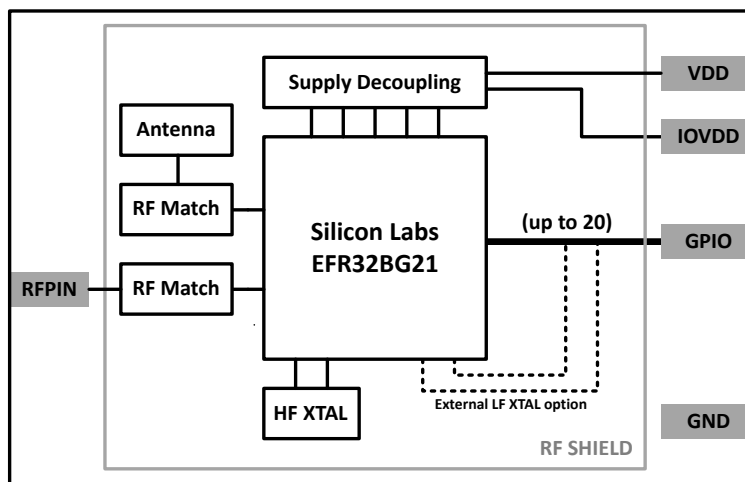 Supply Decoupling
VDD
IOVDD
Antenna
RF Match
Silicon Labs
EFR32BG21
(up to 20)
GPIO
RFPIN
RF Match
HF XTAL
External LF XTAL option
GND
RF SHIELD